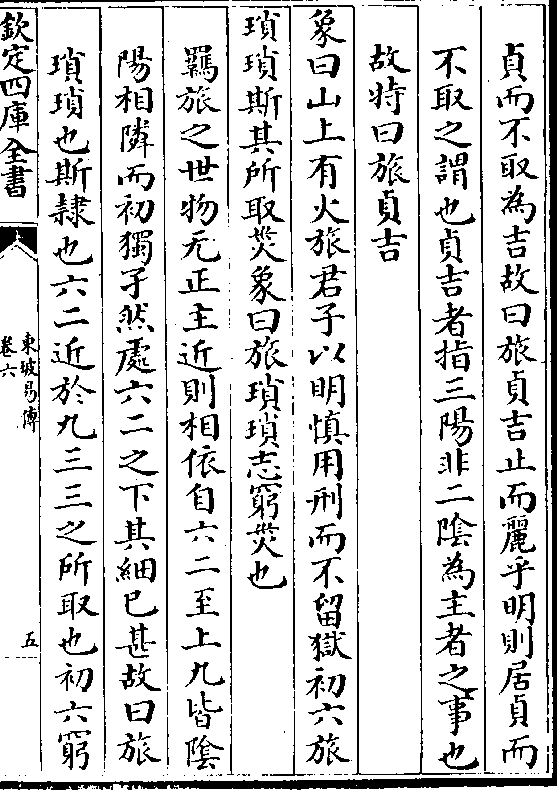 貞而不取為吉故曰旅貞吉止而麗乎明則居貞而
不取之謂也貞吉者指三陽非二陰為主者之事也
故時曰旅貞吉
象曰山上有火旅君子以明慎用刑而不留獄初六旅
瑣瑣斯其所取災象曰旅瑣瑣志窮災也
羈旅之世物无正主近則相依自六二至上九皆陰
陽相隣而初獨孑然處六二之下其細已甚故曰旅
瑣瑣也斯隷也六二近於九三三之所取也初六窮
欽定四庫全書
東坡易傳
卷六
五